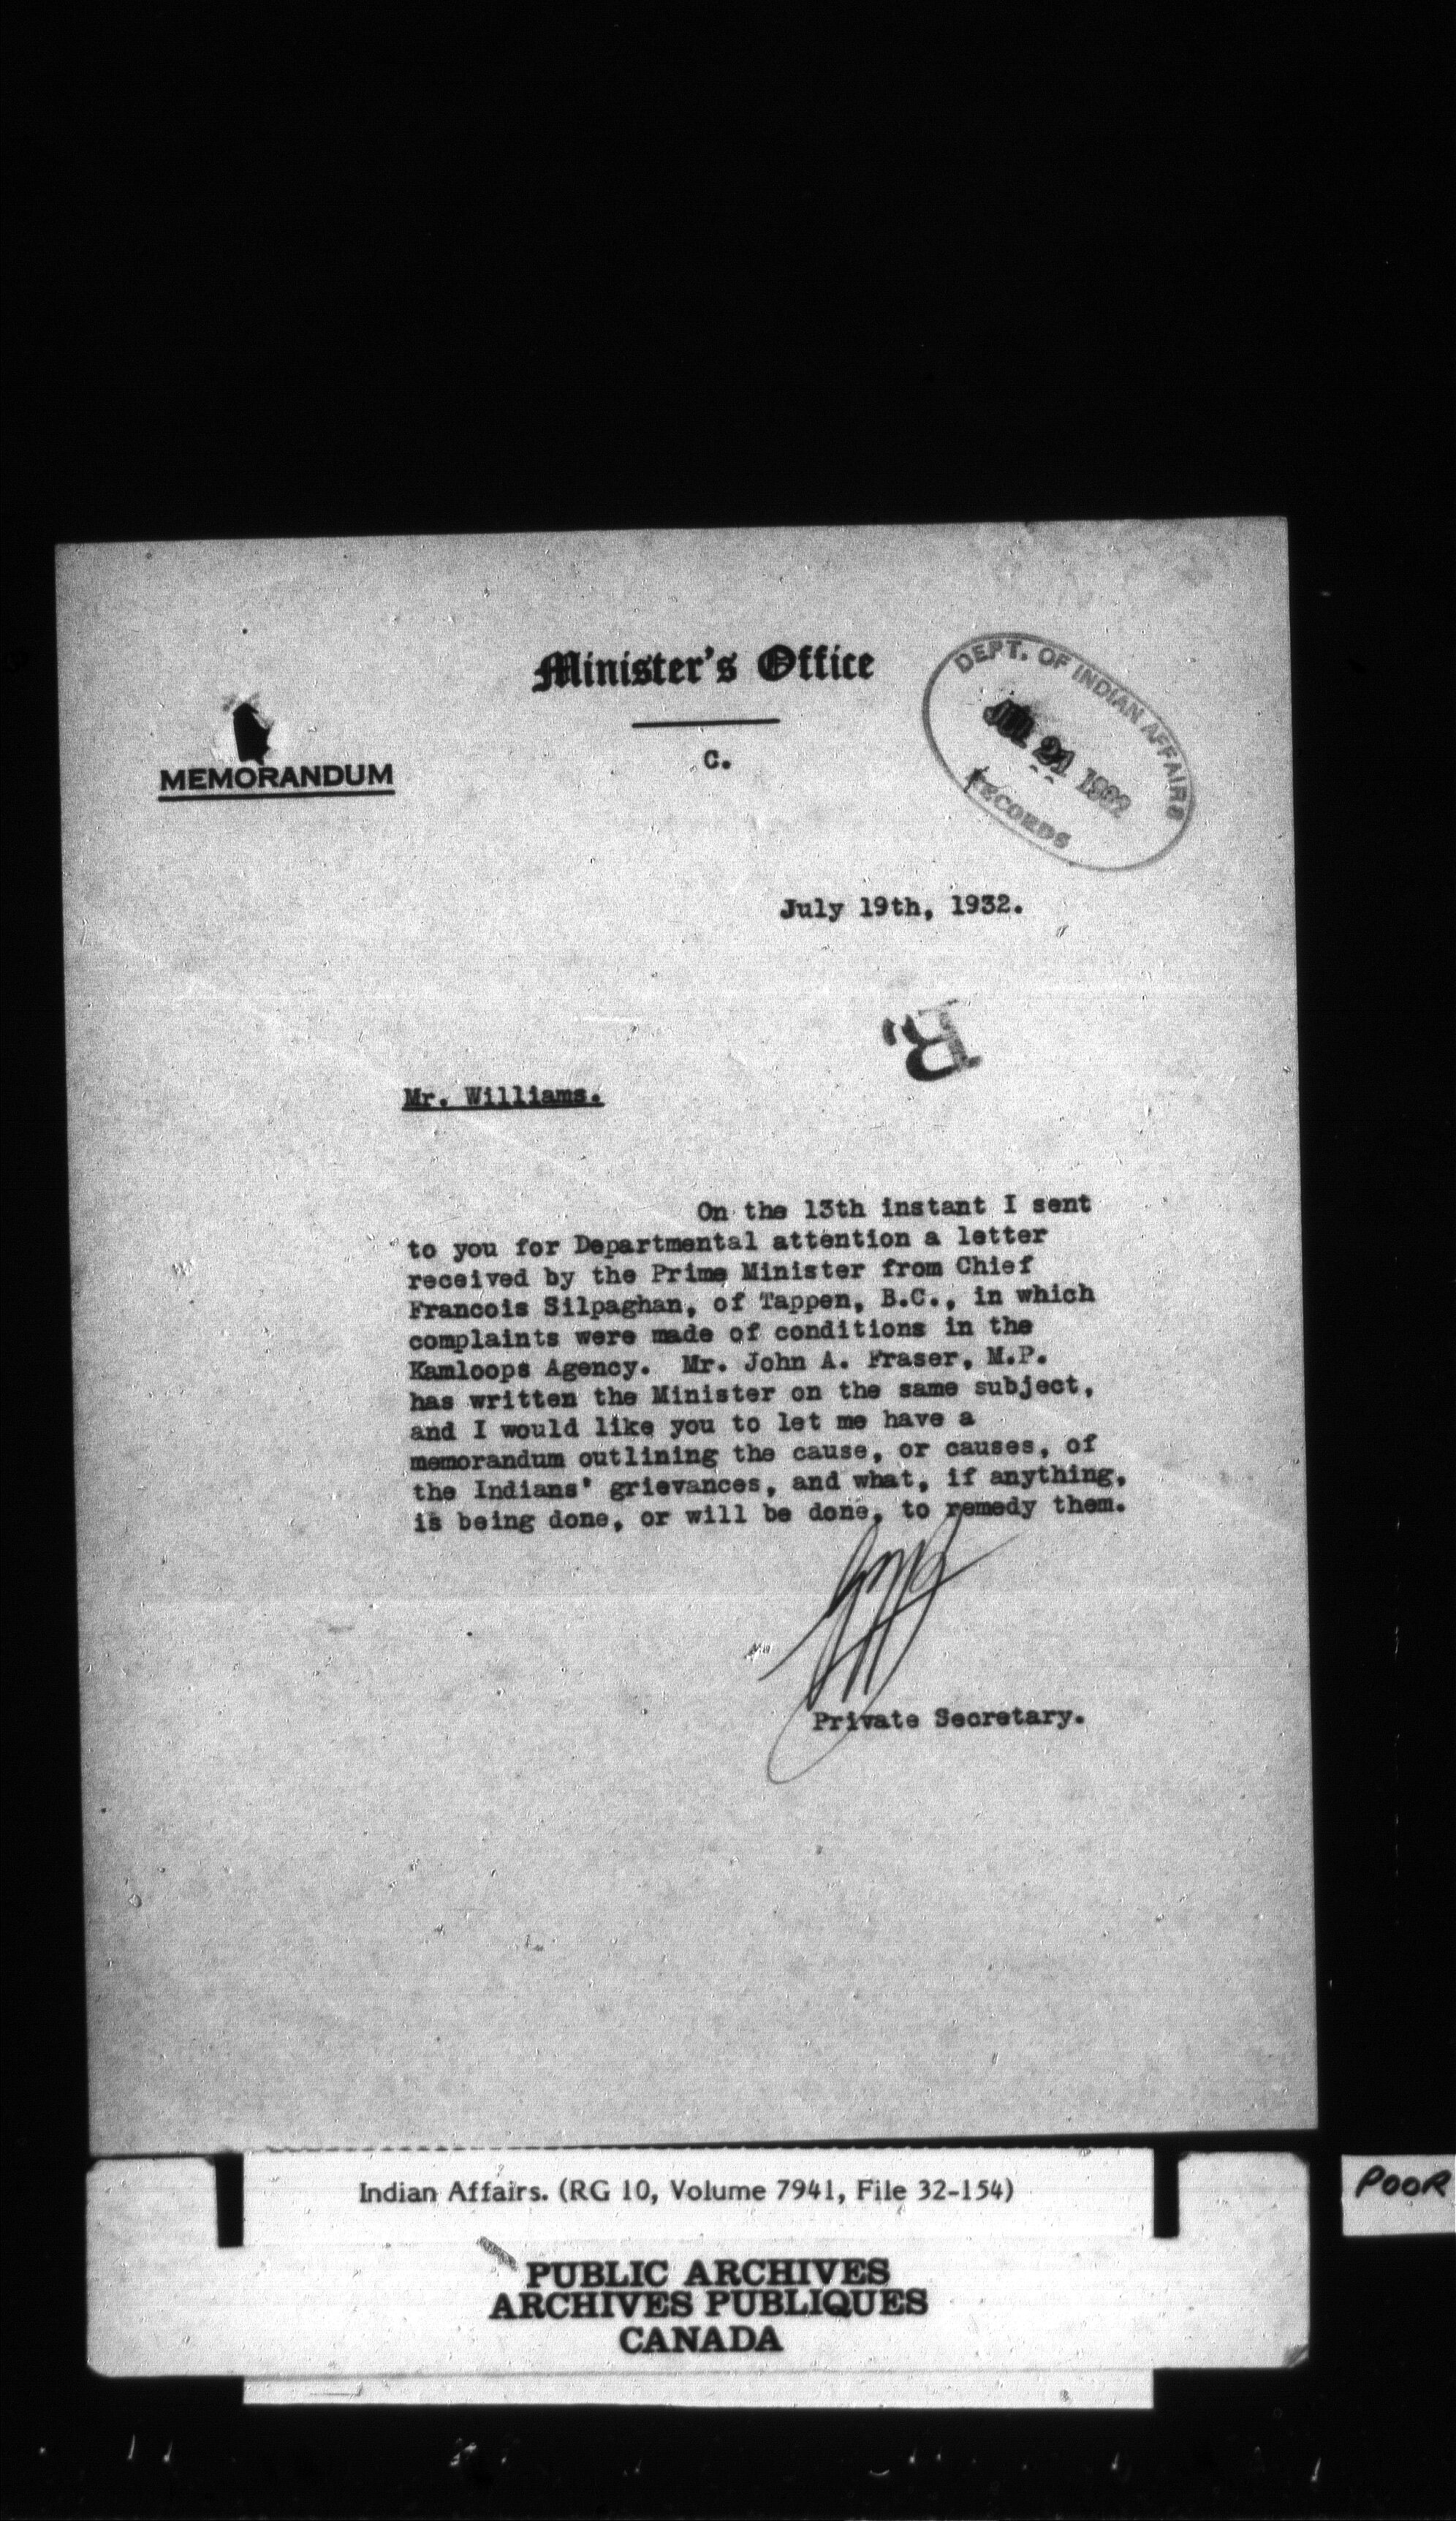 Minister's Office
DEPT. OF INDIAN AFFAIRS
JUL 21 1932
RECORDS
MEMORANDUM
C.
July 19th, 1932.
R
Mr. Williams.
On the 13th instant I sent
to you for Departmental attention a letter
received by the Prime Minister from Chief
Francois Silpaghan, of Tappen, B.C., in which
complaints were made of conditions in the
Kamloops Agency. Mr. John A. Fraser, M.P.
has written the Minister on the same subject,
and I would like you to let me have a
memorandum outlining the cause, or causes, of
the Indians' grievances, and what, if anything,
is being done, or will be done, to remedy them.
Private Secretary.
Indian Affairs. (RG 10, Volume 7941, File 32-154)
POOR
PUBLIC ARCHIVES
ARCHIVES PUBLIQUES
CANADA